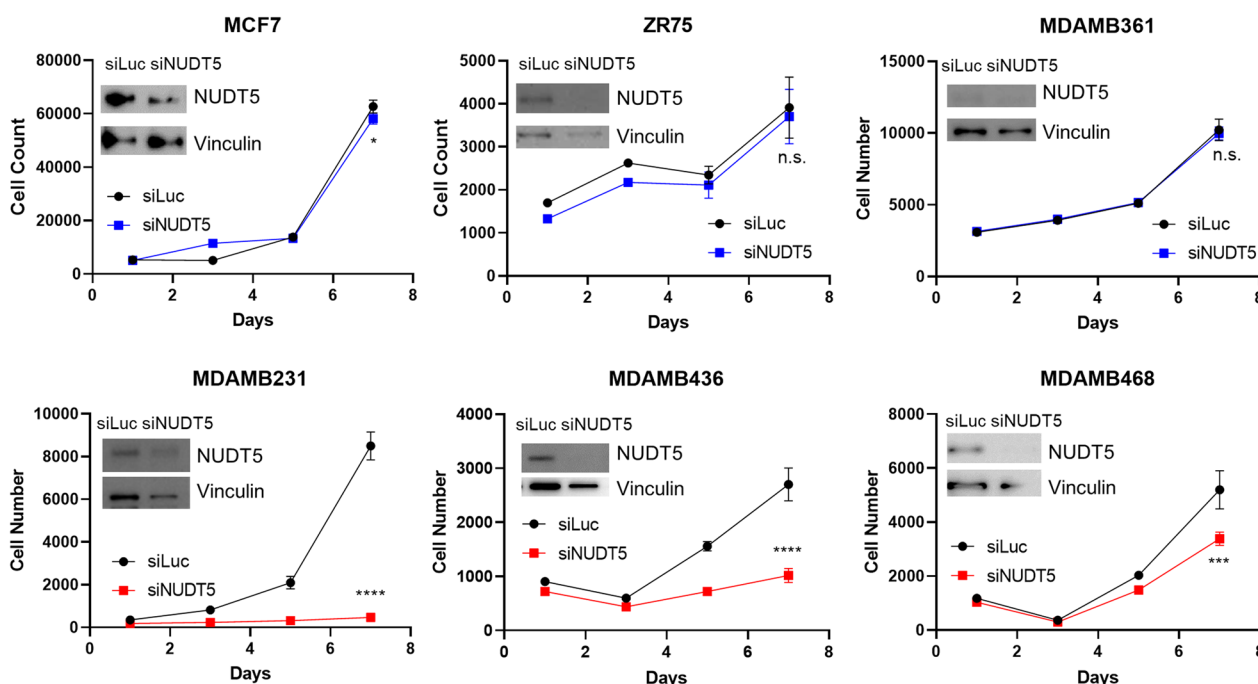 MCF7
80000
60000
40000
20000
0
0 2 4 6 8
Cell Count
Days
siLuc siNUDT5
NUDT5
Vinculin
siLuc
siNUDT5
*
ZR75
5000
4000
3000
2000
1000
0
0 2 4 6 8
Cell Count
Days
siLuc siNUDT5
NUDT5
Vinculin
n.s.
siLuc
siNUDT5
MDAMB361
15000
10000
5000
0
0 2 4 6 8
Cell Number
Days
siLuc siNUDT5
NUDT5
Vinculin
n.s.
siLuc
siNUDT5
MDAMB231
10000
8000
6000
4000
2000
0
0 2 4 6 8
Cell Number
Days
siLuc siNUDT5
NUDT5
Vinculin
siLuc
siNUDT5
****
MDAMB436
4000
3000
2000
1000
0
0 2 4 6 8
Cell Number
Days
siLuc siNUDT5
NUDT5
Vinculin
siLuc
siNUDT5
****
MDAMB468
8000
6000
4000
2000
0
0 2 4 6 8
Cell Number
Days
siLuc siNUDT5
NUDT5
Vinculin
siLuc
siNUDT5
***